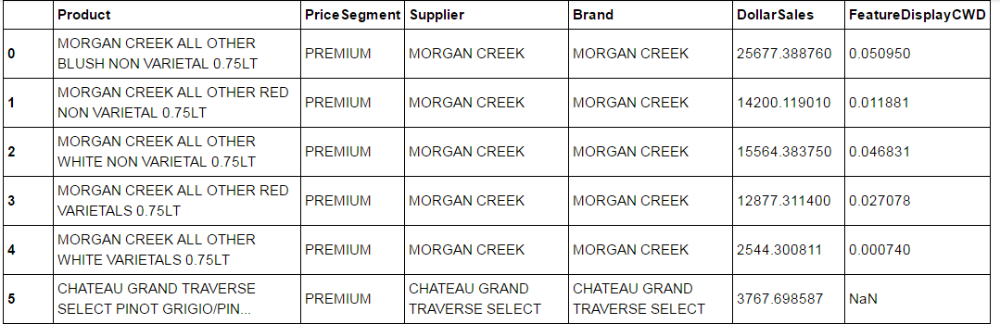 Product PriceSegment Supplier Brand DollarSales FeatureDisplayCWD
0 MORGAN CREEK ALL OTHER BLUSH NON VARIETAL 0.75LT PREMIUM MORGAN CREEK MORGAN CREEK 25677.388760 0.050950
1 MORGAN CREEK ALL OTHER RED NON VARIETAL 0.75LT PREMIUM MORGAN CREEK MORGAN CREEK 14200.119010 0.011881
2 MORGAN CREEK ALL OTHER WHITE NON VARIETAL 0.75LT PREMIUM MORGAN CREEK MORGAN CREEK 15564.383750 0.046831
3 MORGAN CREEK ALL OTHER RED VARIETALS 0.75LT PREMIUM MORGAN CREEK MORGAN CREEK 12877.311400 0.027078
4 MORGAN CREEK ALL OTHER WHITE VARIETALS 0.75LT PREMIUM MORGAN CREEK MORGAN CREEK 2544.300811 0.000740
5 CHATEAU GRAND TRAVERSE SELECT PINOT GRIGIO/PIN... PREMIUM CHATEAU GRAND TRAVERSE SELECT CHATEAU GRAND TRAVERSE SELECT 3767.698587 NaN